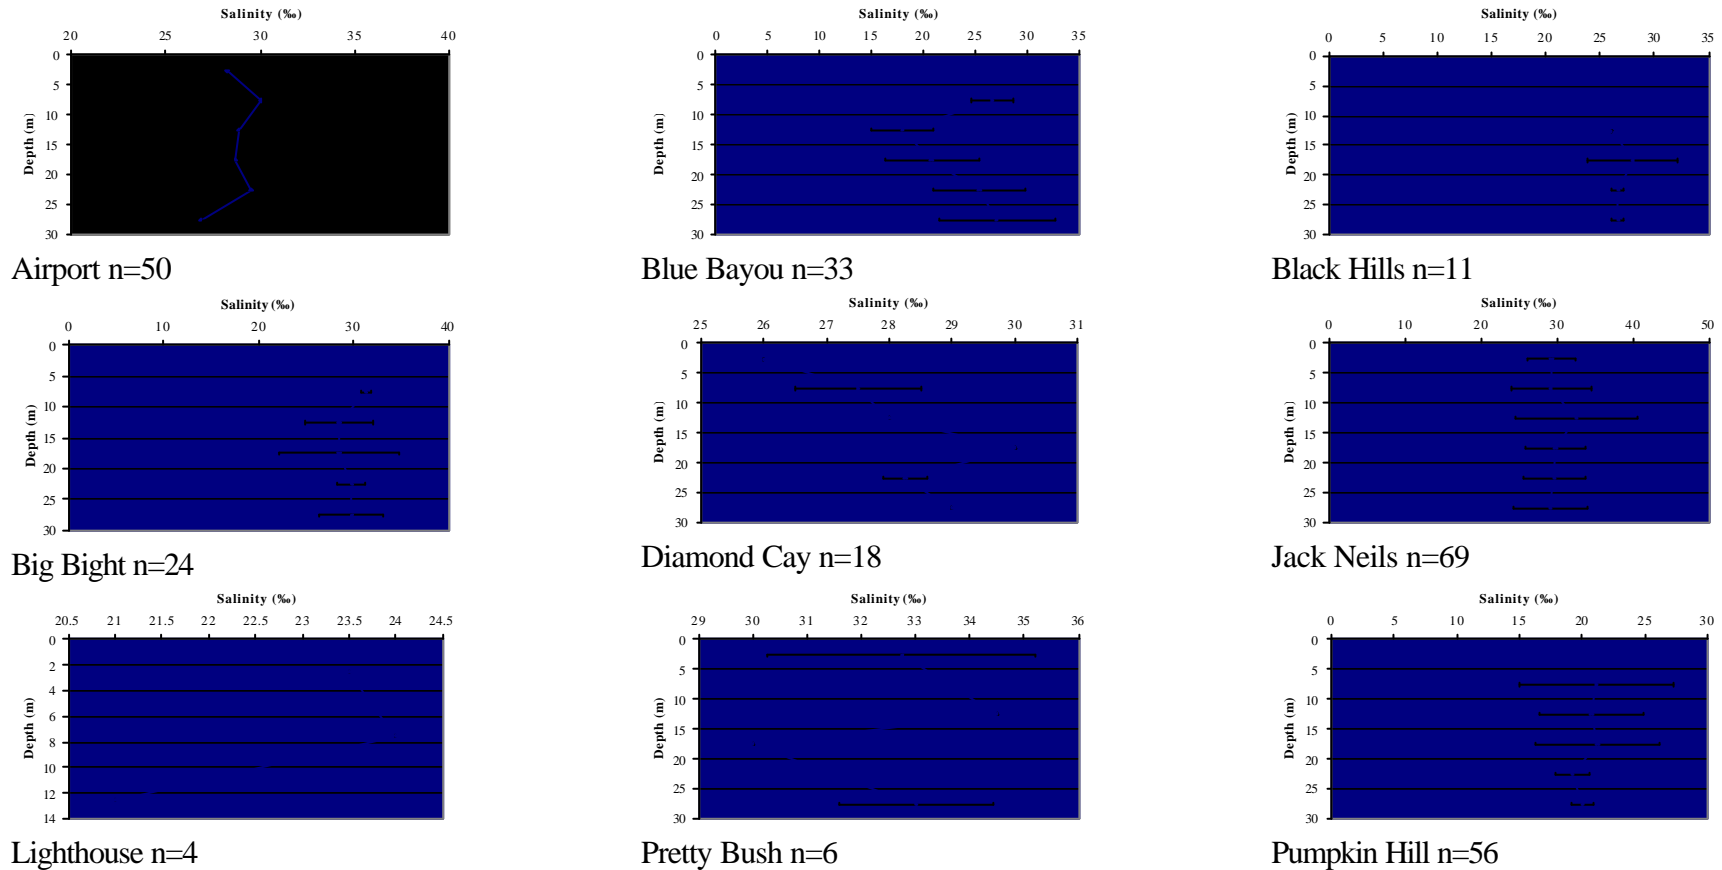 Salinity (‰)
20 25 30 35 40
0
5
10
15
20
25
30
Depth (m)
Airport n=50
Salinity (‰)
0 5 10 15 20 25 30 35
0
5
10
15
20
25
30
Depth (m)
Blue Bayou n=33
Salinity (‰)
0 5 10 15 20 25 30 35
0
5
10
15
20
25
30
Depth (m)
Black Hills n=11
Salinity (‰)
0 10 20 30 40
0
5
10
15
20
25
30
Depth (m)
Big Bight n=24
Salinity (‰)
25 26 27 28 29 30 31
0
5
10
15
20
25
30
Depth (m)
Diamond Cay n=18
Salinity (‰)
0 10 20 30 40 50
0
5
10
15
20
25
30
Depth (m)
Jack Neils n=69
Salinity (‰)
20.5 21 21.5 22 22.5 23 23.5 24 24.5
0
2
4
6
8
10
12
14
Depth (m)
Lighthouse n=4
Salinity (‰)
29 30 31 32 33 34 35 36
0
5
10
15
20
25
30
Depth (m)
Pretty Bush n=6
Salinity (‰)
0 5 10 15 20 25 30
0
5
10
15
20
25
30
Depth (m)
Pumpkin Hill n=56